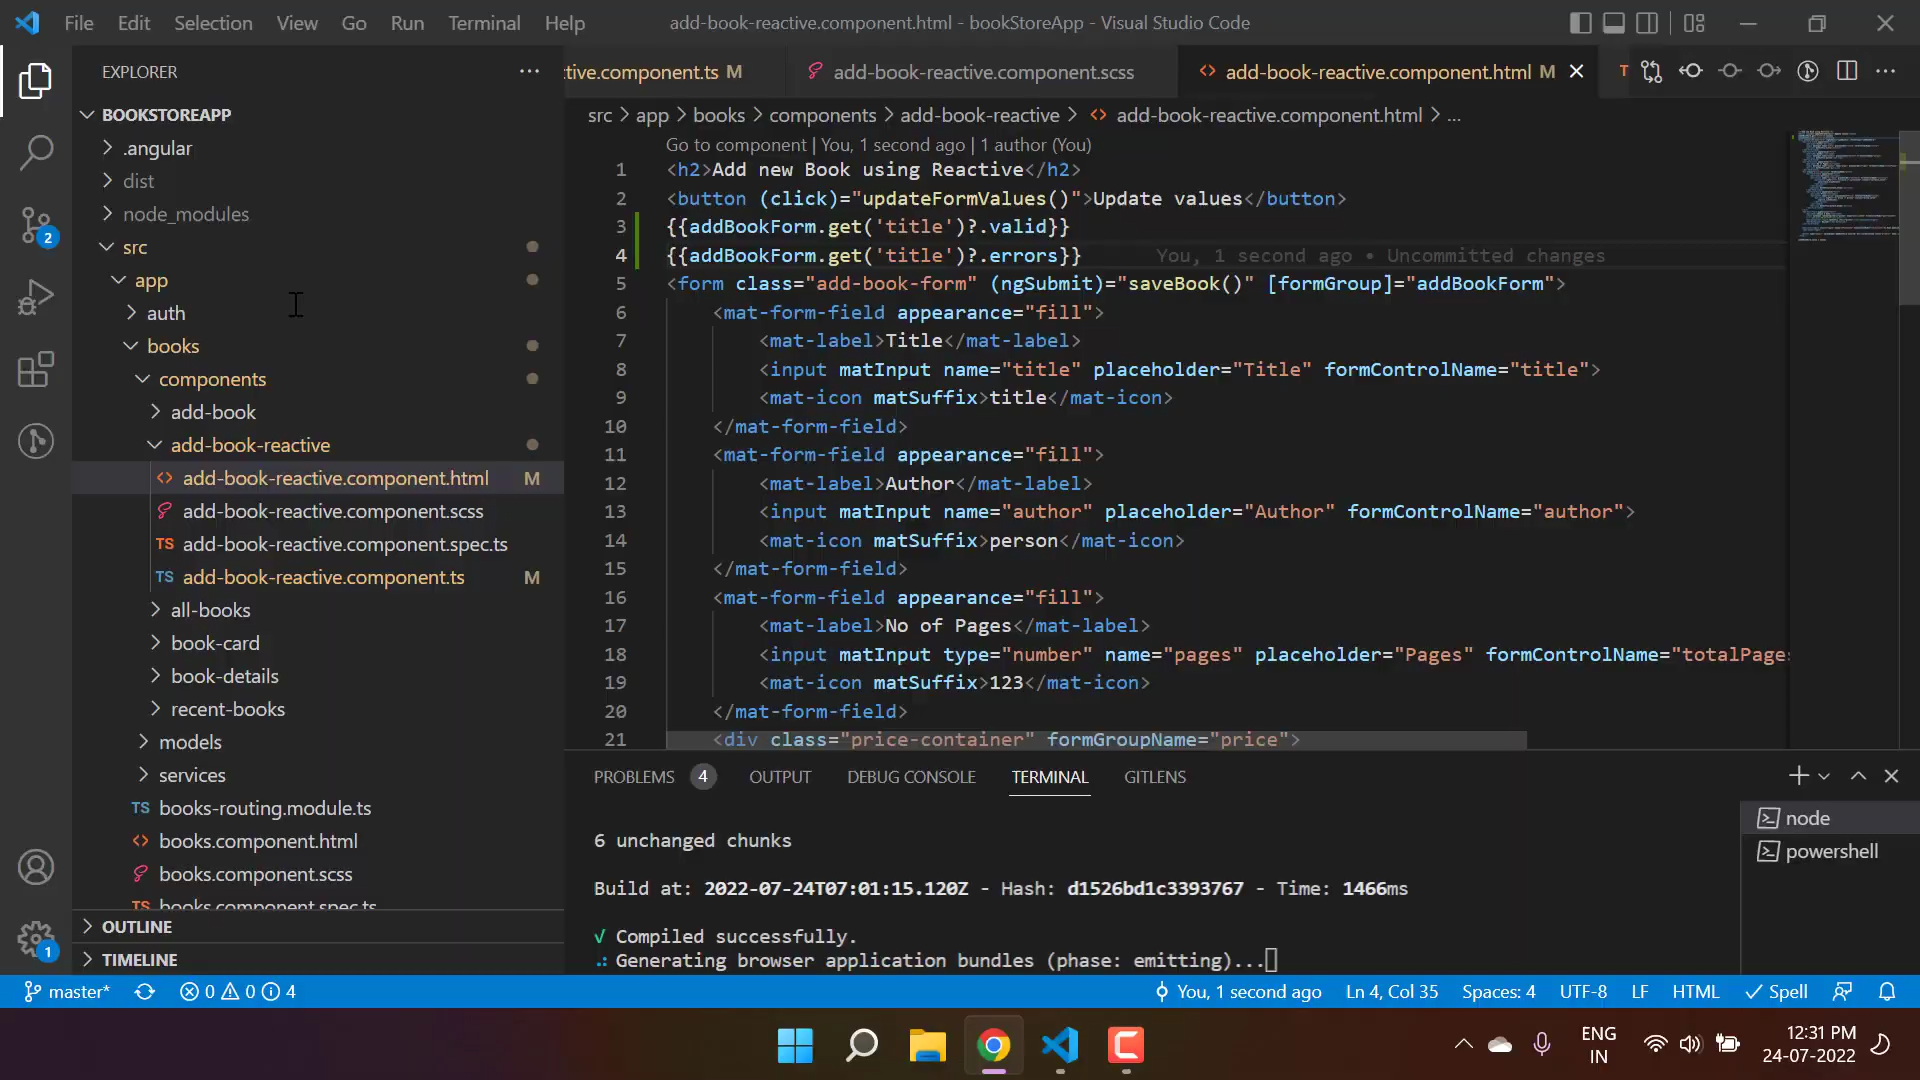 File Edit Selection View Go Run Terminal Help
add-book-reactive.component.html - bookStoreApp - Visual Studio Code
EXPLORER
tive.component.ts M
add-book-reactive.component.scss
add-book-reactive.component.html M
BOOKSTOREAPP
.angular
dist
node_modules
src
app
auth
books
components
add-book
add-book-reactive
add-book-reactive.component.html M
add-book-reactive.component.scss
TS add-book-reactive.component.spec.ts
TS add-book-reactive.component.ts M
all-books
book-card
book-details
recent-books
models
services
TS books-routing.module.ts
books.component.html
books.component.scss
TS books.component.spec.ts
OUTLINE
TIMELINE
2
1
src > app > books > components > add-book-reactive > add-book-reactive.component.html > ...
Go to component | You, 1 second ago | 1 author (You)
1 <h2>Add new Book using Reactive</h2>
2 <button (click)="updateFormValues()">Update values</button>
3 {{addBookForm.get('title')?.valid}}
4 {{addBookForm.get('title')?.errors}} You, 1 second ago • Uncommitted changes
5 <form class="add-book-form" (ngSubmit)="saveBook()" [formGroup]="addBookForm">
6 <mat-form-field appearance="fill">
7 <mat-label>Title</mat-label>
8 <input matInput name="title" placeholder="Title" formControlName="title">
9 <mat-icon matSuffix>title</mat-icon>
10 </mat-form-field>
11 <mat-form-field appearance="fill">
12 <mat-label>Author</mat-label>
13 <input matInput name="author" placeholder="Author" formControlName="author">
14 <mat-icon matSuffix>person</mat-icon>
15 </mat-form-field>
16 <mat-form-field appearance="fill">
17 <mat-label>No of Pages</mat-label>
18 <input matInput type="number" name="pages" placeholder="Pages" formControlName="totalPages
19 <mat-icon matSuffix>123</mat-icon>
20 </mat-form-field>
21 <div class="price-container" formGroupName="price">
PROBLEMS 4 OUTPUT DEBUG CONSOLE TERMINAL GITLENS
6 unchanged chunks
Build at: 2022-07-24T07:01:15.120Z - Hash: d1526bd1c3393767 - Time: 1466ms
√ Compiled successfully.
Generating browser application bundles (phase: emitting)...
node
powershell
master* 0 0 4
You, 1 second ago Ln 4, Col 35 Spaces: 4 UTF-8 LF HTML Spell
ENG
IN
12:31 PM
24-07-2022